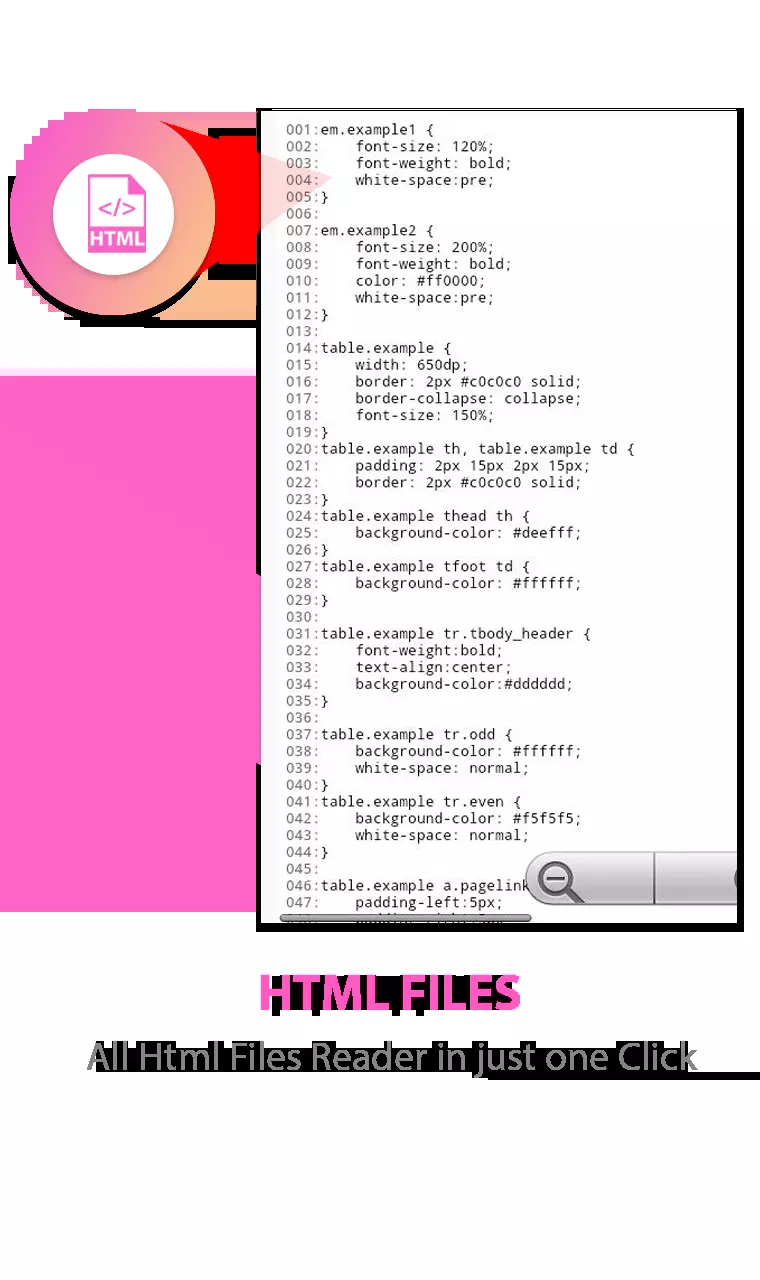 </>
HTML
001:em.example1 {
002:    font-size: 120%;
003:    font-weight: bold;
004:    white-space:pre;
005:}
006:
007:em.example2 {
008:    font-size: 200%;
009:    font-weight: bold;
010:    color: #ff0000;
011:    white-space:pre;
012:}
013:
014:table.example {
015:    width: 650dp;
016:    border: 2px #c0c0c0 solid;
017:    border-collapse: collapse;
018:    font-size: 150%;
019:}
020:table.example th, table.example td {
021:    padding: 2px 15px 2px 15px;
022:    border: 2px #c0c0c0 solid;
023:}
024:table.example thead th {
025:    background-color: #deefff;
026:}
027:table.example tfoot td {
028:    background-color: #ffffff;
029:}
030:
031:table.example tr.tbody_header {
032:    font-weight:bold;
033:    text-align:center;
034:    background-color:#dddddd;
035:}
036:
037:table.example tr.odd {
038:    background-color: #ffffff;
039:    white-space: normal;
040:}
041:table.example tr.even {
042:    background-color: #f5f5f5;
043:    white-space: normal;
044:}
045:
046:table.example a.pagelink
047:    padding-left:5px;
HTML FILES
All Html Files Reader in just one Click